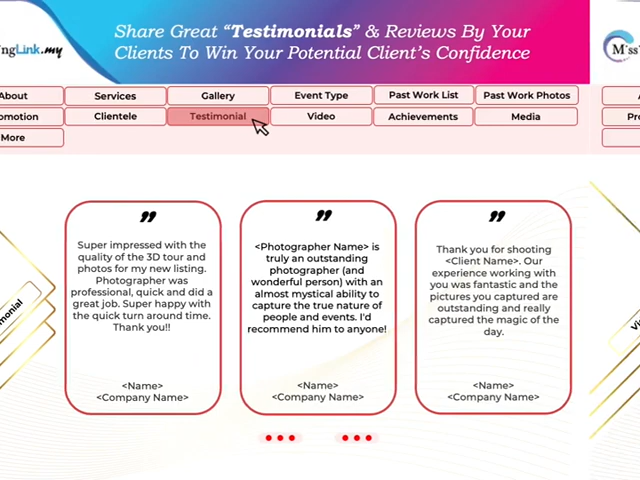 Share Great “Testimonials” & Reviews By Your
Clients To Win Your Potential Client’s Confidence
Link.my
About
Services
Gallery
Event Type
Past Work List
Past Work Photos
Clientele
Testimonial
Video
Achievements
Media
More
”
Super impressed with the
quality of the 3D tour and
photos for my new listing.
Photographer was
professional, quick and did a
great job. Super happy with
the quick turn around time.
Thank you!!
<Name>
<Company Name>
”
<Photographer Name> is
truly an outstanding
photographer (and
wonderful person) with an
almost mystical ability to
capture the true nature of
people and events. I'd
recommend him to anyone!
<Name>
<Company Name>
”
Thank you for shooting
<Client Name>. Our
experience working with
you was fantastic and the
pictures you captured are
outstanding and really
captured the magic of the
day.
<Name>
<Company Name>